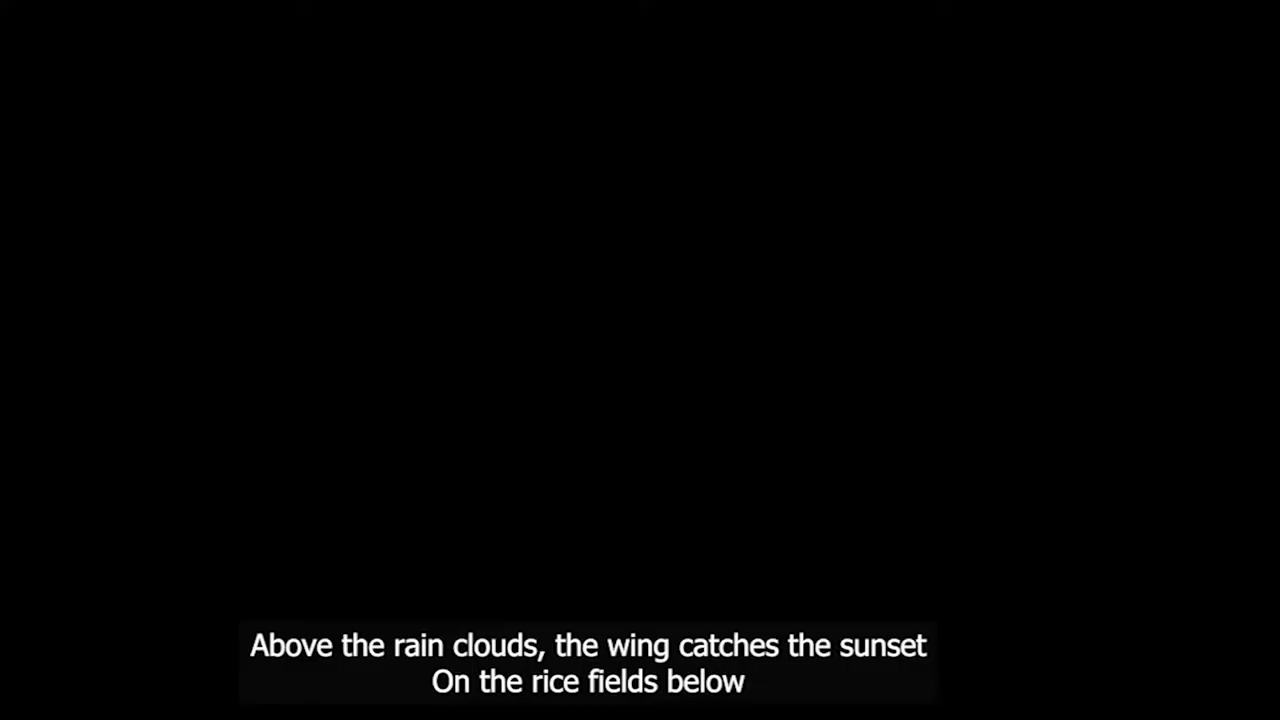 Above the rain clouds, the wing catches the sunset
On the rice fields below